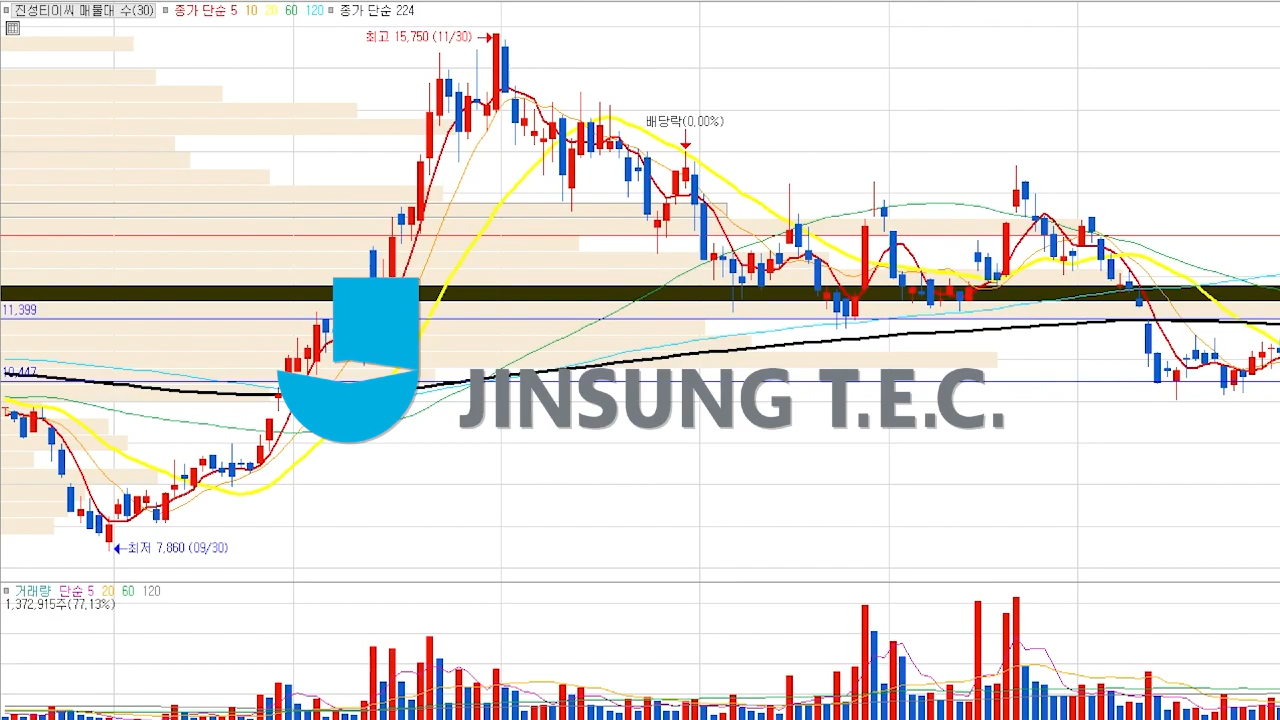 진성티이씨 매물대 수(30) 종가 단순 5 10 20 60 120 종가 단순 224
최고 15,750 (11/30)
배당락(0,00%)
11,399
10,447
JINSUNG T.E.C.
최저 7,860 (09/30)
거래량 단순 5 20 60 120
1,372,915주(77,13%)